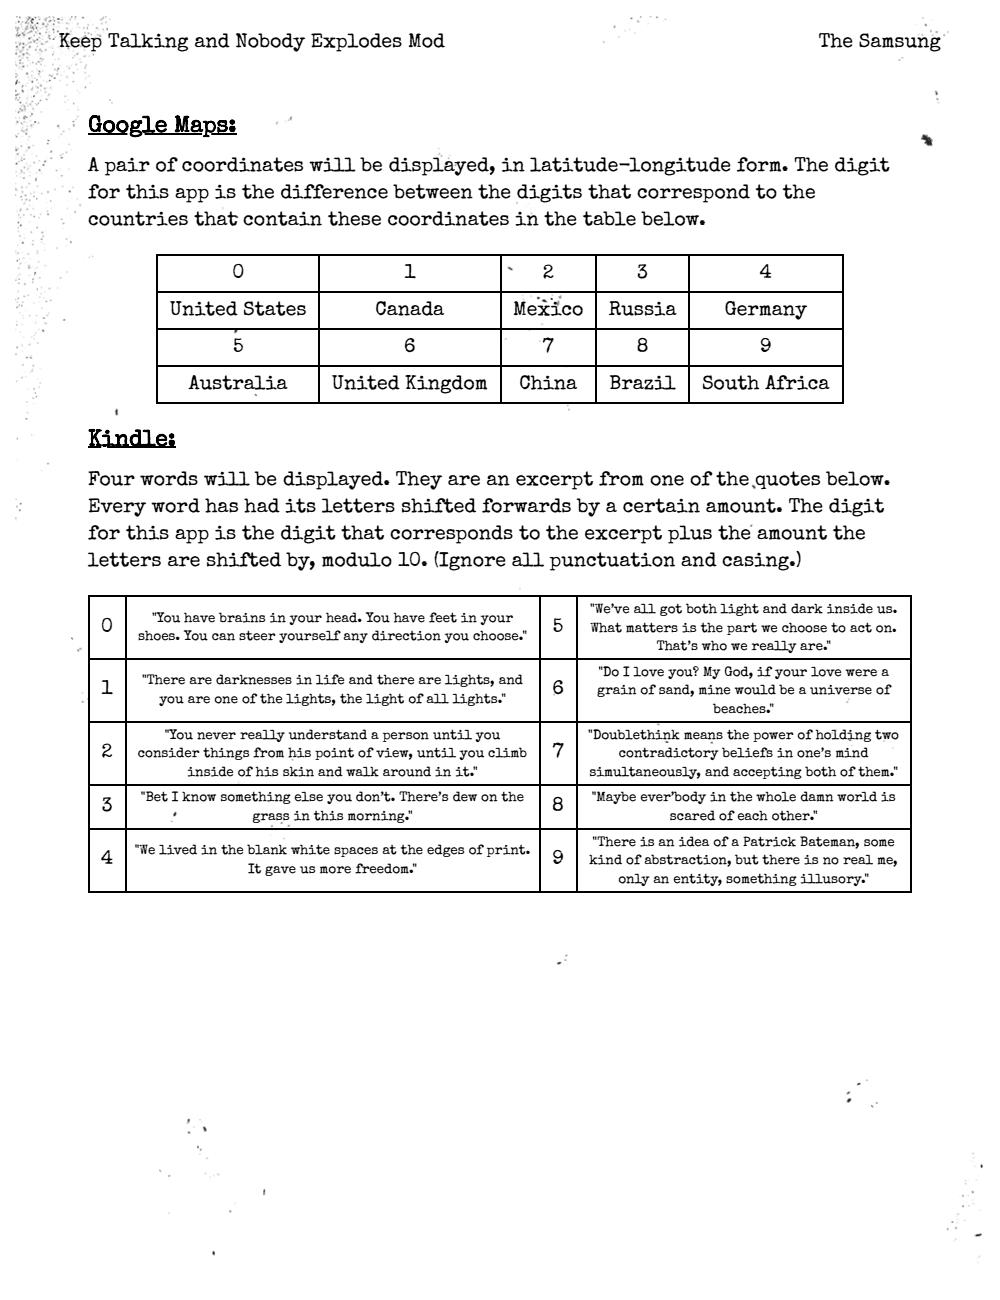 Keep Talking and Nobody Explodes Mod
The Samsung
Google Maps:
A pair of coordinates will be displayed, in latitude-longitude form. The digit
for this app is the difference between the digits that correspond to the
countries that contain these coordinates in the table below.
0 1 2 3 4
United States Canada Mexico Russia Germany
5 6 7 8 9
Australia United Kingdom China Brazil South Africa
Kindle:
Four words will be displayed. They are an excerpt from one of the quotes below.
Every word has had its letters shifted forwards by a certain amount. The digit
for this app is the digit that corresponds to the excerpt plus the amount the
letters are shifted by, modulo 10. (Ignore all punctuation and casing.)
0
"You have brains in your head. You have feet in your
shoes. You can steer yourself any direction you choose."
5
"We've all got both light and dark inside us.
What matters is the part we choose to act on.
That's who we really are."
1
"There are darknesses in life and there are lights, and
you are one of the lights, the light of all lights."
6
"Do I love you? My God, if your love were a
grain of sand, mine would be a universe of
beaches."
2
"You never really understand a person until you
consider things from his point of view, until you climb
inside of his skin and walk around in it."
7
"Doublethink means the power of holding two
contradictory beliefs in one's mind
simultaneously, and accepting both of them."
3
"Bet I know something else you don't. There's dew on the
grass in this morning."
8
"Maybe ever'body in the whole damn world is
scared of each other."
4
"We lived in the blank white spaces at the edges of print.
It gave us more freedom."
9
"There is an idea of a Patrick Bateman, some
kind of abstraction, but there is no real me,
only an entity, something illusory."